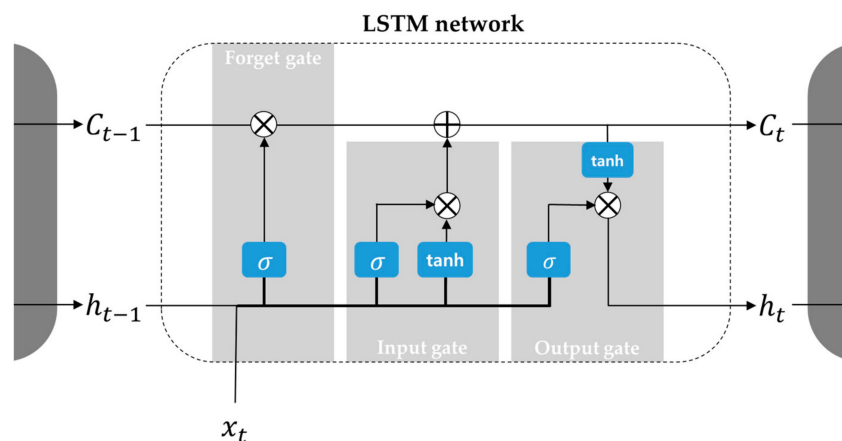 LSTM network
Forget gate
C_{t-1}
C_t
tanh
σ
σ
tanh
σ
h_{t-1}
h_t
Input gate
Output gate
x_t